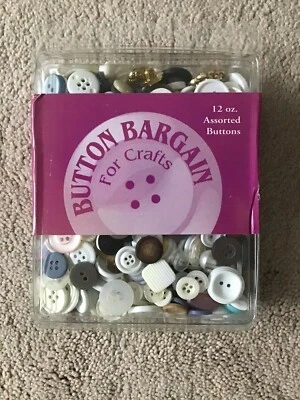 12 oz.
Assorted
Buttons
BUTTON BARGAIN
For Crafts